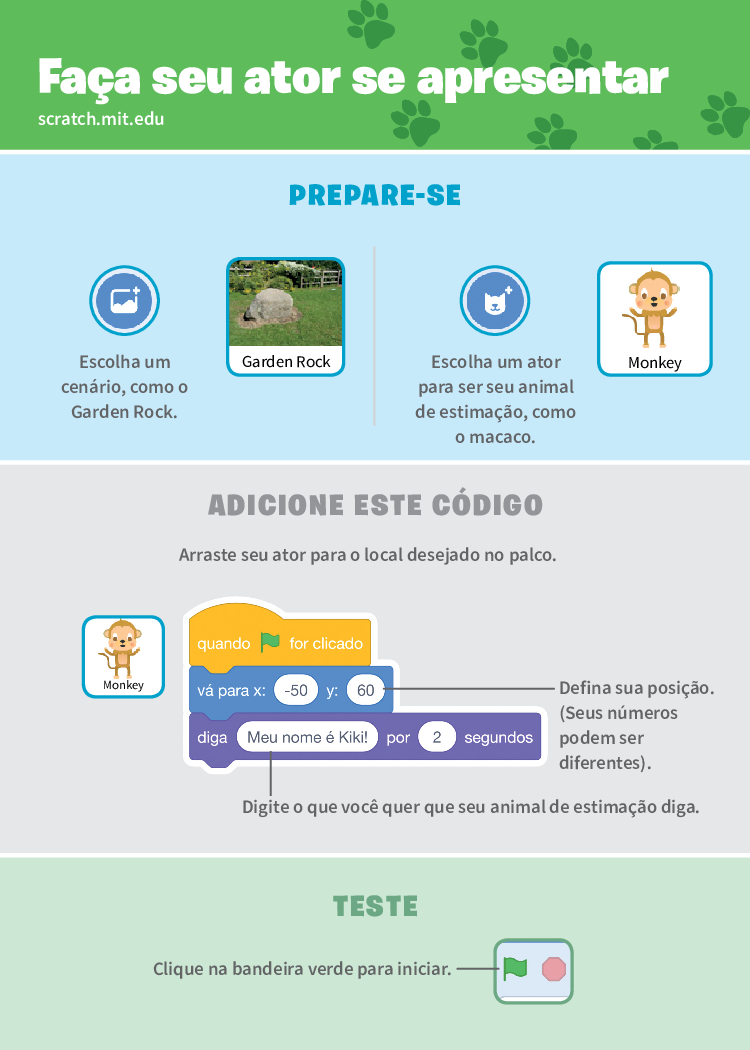 Faça seu ator se apresentar
scratch.mit.edu
PREPARE-SE
Escolha um
cenário, como o
Garden Rock.
Garden Rock
Escolha um ator
para ser seu animal
de estimação, como
o macaco.
Monkey
ADICIONE ESTE CÓDIGO
Arraste seu ator para o local desejado no palco.
Monkey
quando for clicado
vá para x: -50 y: 60
diga Meu nome é Kiki! por 2 segundos
Defina sua posição.
(Seus números
podem ser
diferentes).
Digite o que você quer que seu animal de estimação diga.
TESTE
Clique na bandeira verde para iniciar.